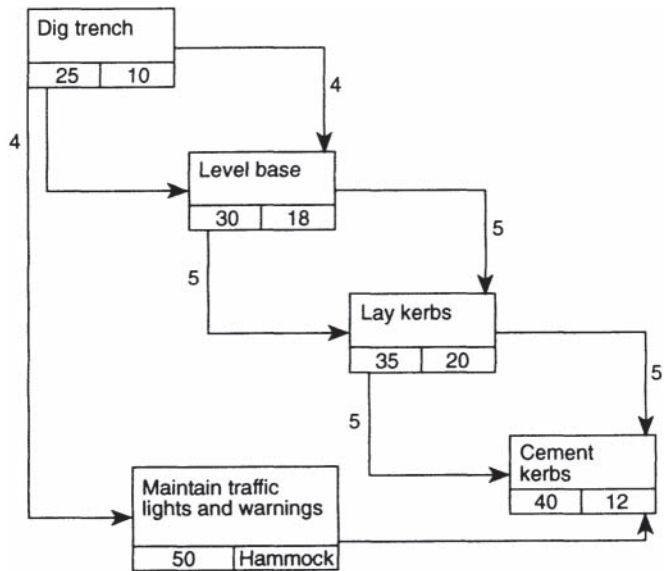 Dig trench
25 10
4
4
Level base
30 18
5
5
Lay kerbs
35 20
5
5
Cement
kerbs
40 12
Maintain traffic
lights and warnings
50 Hammock